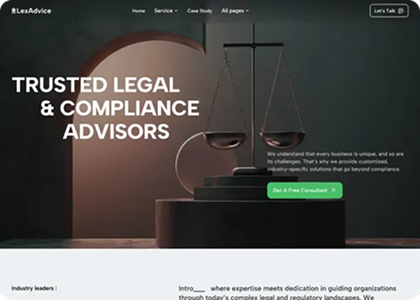 LexAdvice
Home Service Case Study All pages Let's Talk
TRUSTED LEGAL
& COMPLIANCE
ADVISORS
We understand that every business is unique, and so are
its challenges. That's why we provide customized,
industry-specific solutions that go beyond compliance.
Get A Free Consultant
Industry leaders
Intro___ where expertise meets dedication in guiding organizations
through today's complex legal and regulatory landscapes. We